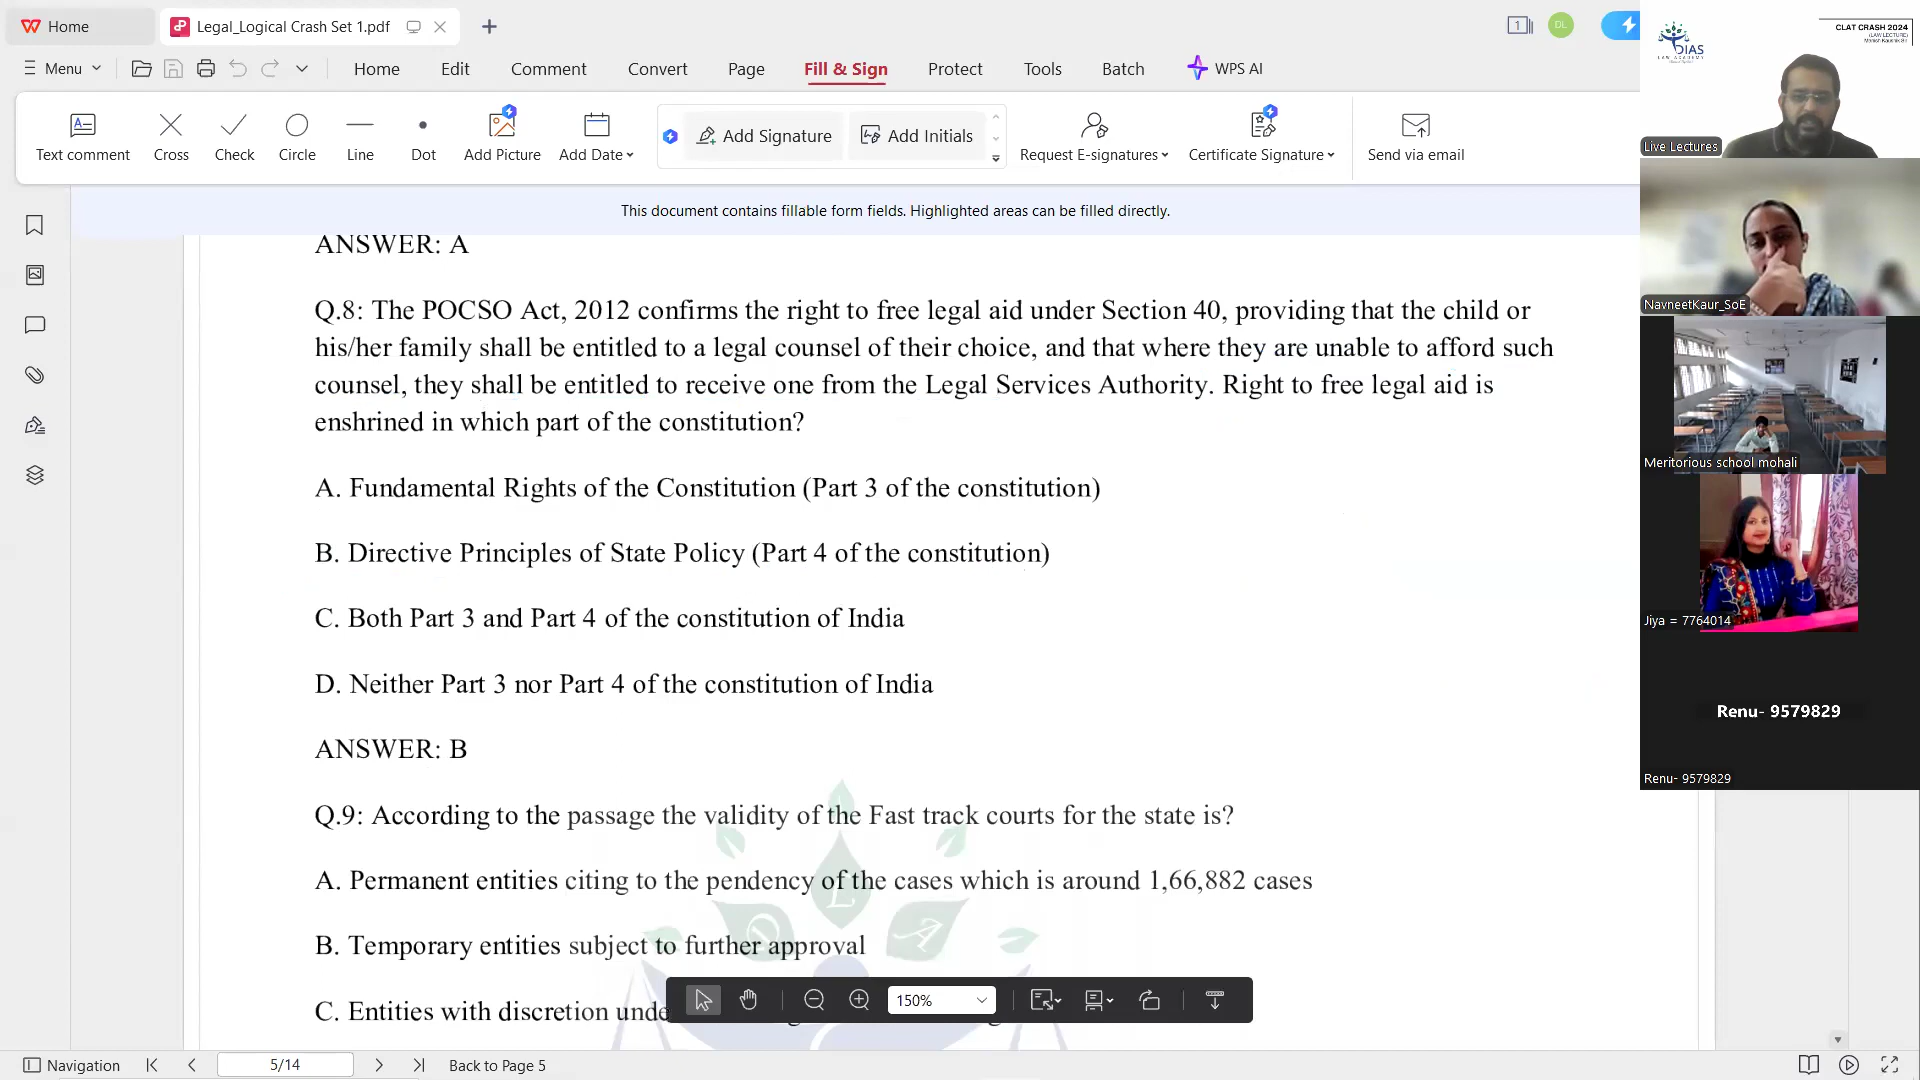 Home
Legal_Logical Crash Set 1.pdf
1
DL
Menu
Home
Edit
Comment
Convert
Page
Fill & Sign
Protect
Tools
Batch
WPS AI
Text comment
Cross
Check
Circle
Line
Dot
Add Picture
Add Date
Add Signature
Add Initials
Request E-signatures
Certificate Signature
Send via email
This document contains fillable form fields. Highlighted areas can be filled directly.
ANSWER: A
Q.8: The POCSO Act, 2012 confirms the right to free legal aid under Section 40, providing that the child or
his/her family shall be entitled to a legal counsel of their choice, and that where they are unable to afford such
counsel, they shall be entitled to receive one from the Legal Services Authority. Right to free legal aid is
enshrined in which part of the constitution?
A. Fundamental Rights of the Constitution (Part 3 of the constitution)
B. Directive Principles of State Policy (Part 4 of the constitution)
C. Both Part 3 and Part 4 of the constitution of India
D. Neither Part 3 nor Part 4 of the constitution of India
ANSWER: B
Q.9: According to the passage the validity of the Fast track courts for the state is?
A. Permanent entities citing to the pendency of the cases which is around 1,66,882 cases
B. Temporary entities subject to further approval
C. Entities with discretion unde
D L A
150%
Navigation
5/14
Back to Page 5
DIAS
LAW ACADEMY
CLAT CRASH 2024
(LAW LECTURE)
Live Lectures
NavneetKaur_SoE
Meritorious school mohali
Jiya = 7764014
Renu- 9579829
Renu- 9579829